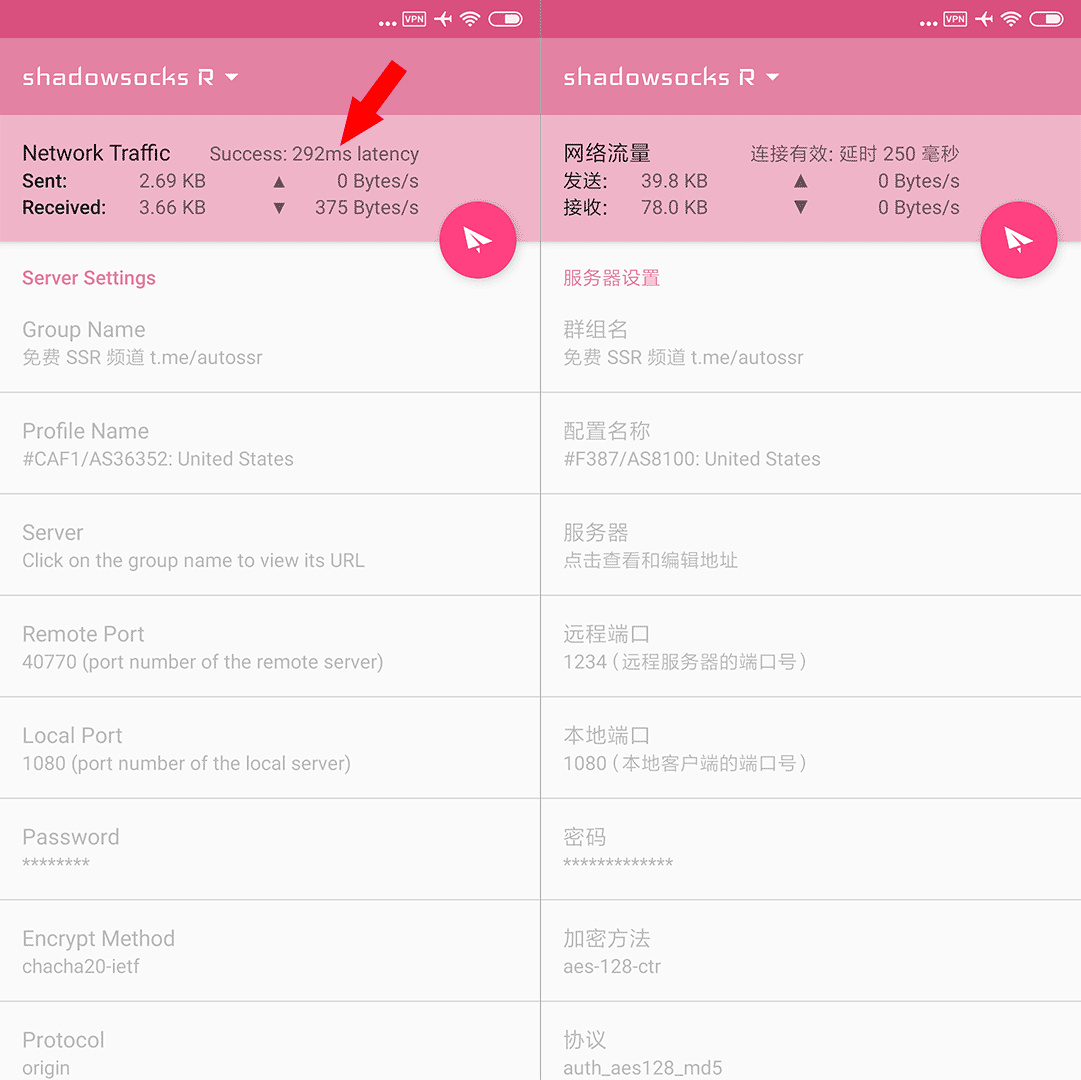 VPN
shadowsocks R
Network Traffic Success: 292ms latency
Sent: 2.69 KB ▲ 0 Bytes/s
Received: 3.66 KB ▼ 375 Bytes/s
Server Settings
Group Name
免费 SSR 频道 t.me/autossr
Profile Name
#CAF1/AS36352: United States
Server
Click on the group name to view its URL
Remote Port
40770 (port number of the remote server)
Local Port
1080 (port number of the local server)
Password
********
Encrypt Method
chacha20-ietf
Protocol
origin
VPN
shadowsocks R
网络流量 连接有效: 延时 250 毫秒
发送: 39.8 KB ▲ 0 Bytes/s
接收: 78.0 KB ▼ 0 Bytes/s
服务器设置
群组名
免费 SSR 频道 t.me/autossr
配置名称
#F387/AS8100: United States
服务器
点击查看和编辑地址
远程端口
1234（远程服务器的端口号）
本地端口
1080（本地客户端的端口号）
密码
*************
加密方法
aes-128-ctr
协议
auth_aes128_md5